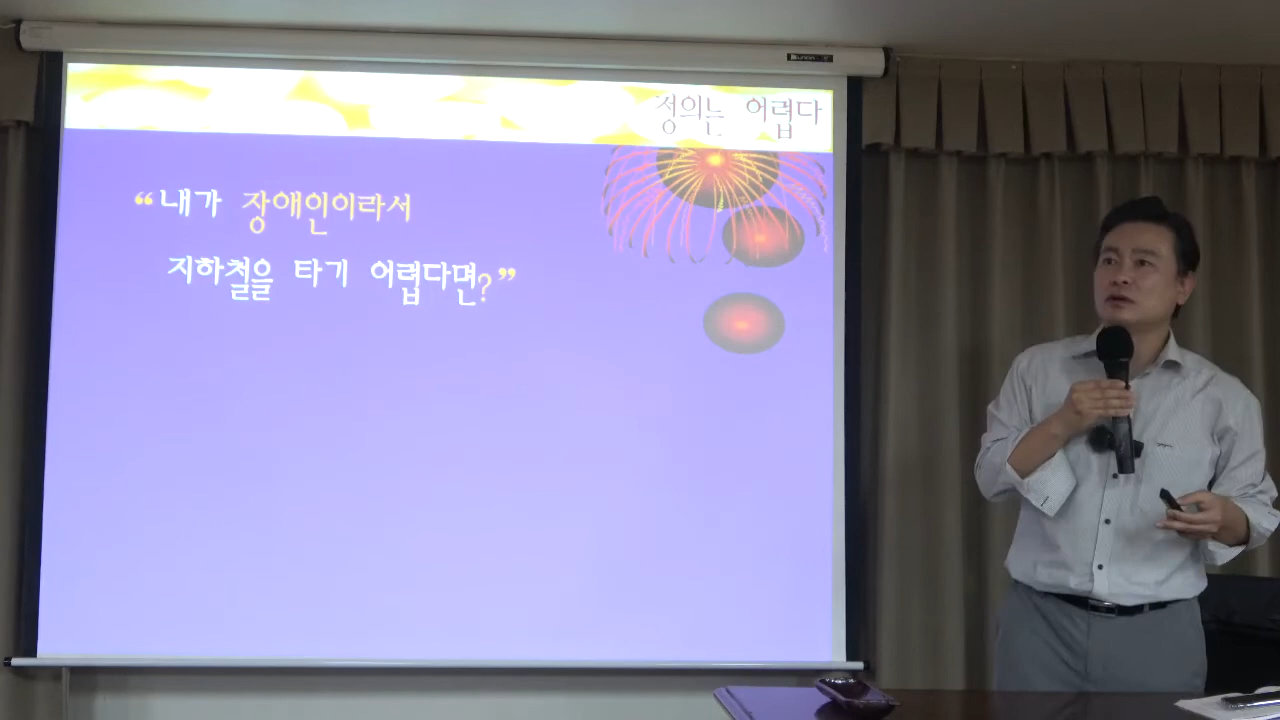 정의는 어렵다
“내가 장애인이라서
지하철을 타기 어렵다면?”